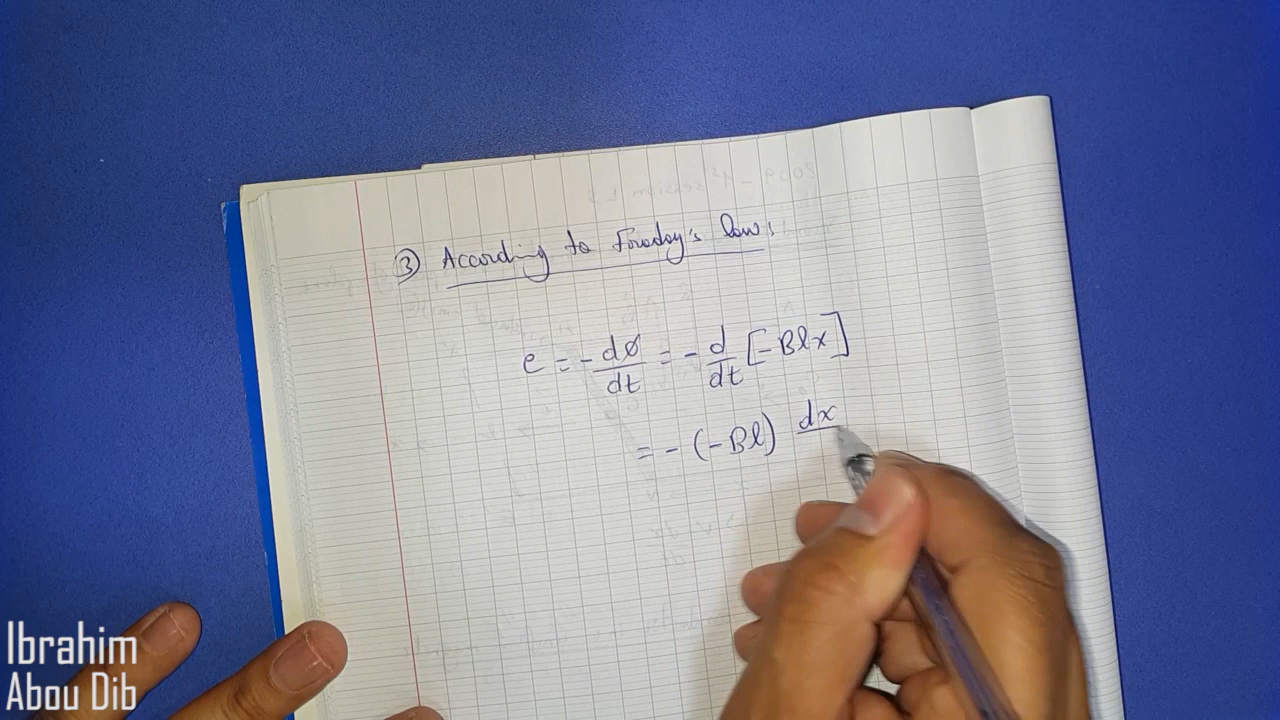 ③ According to Faraday's law:
e = - dø/dt = - d/dt [-Blx]
= - (-Bl) dx
Ibrahim
Abou Dib